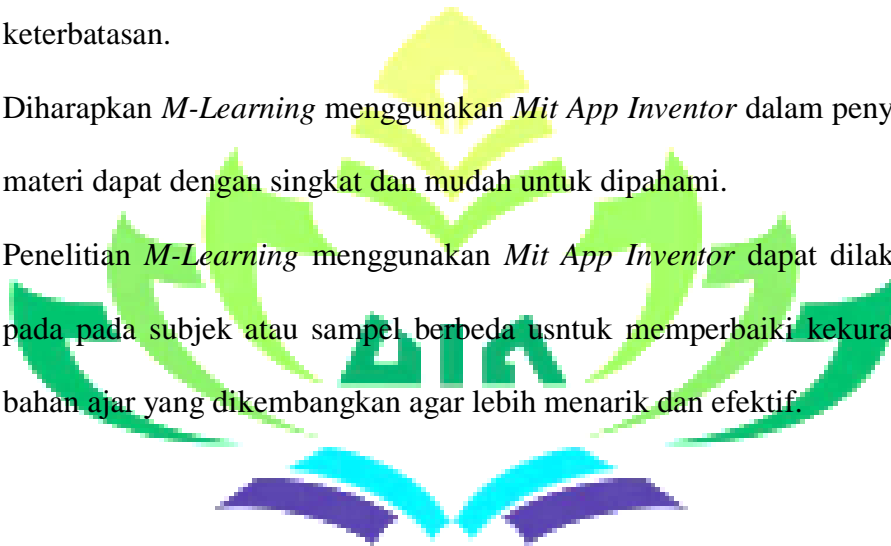 keterbatasan.
Diharapkan M-Learning menggunakan Mit App Inventor dalam peny
materi dapat dengan singkat dan mudah untuk dipahami.
Penelitian M-Learning menggunakan Mit App Inventor dapat dilak
pada pada subjek atau sampel berbeda usntuk memperbaiki kekura
bahan ajar yang dikembangkan agar lebih menarik dan efektif.